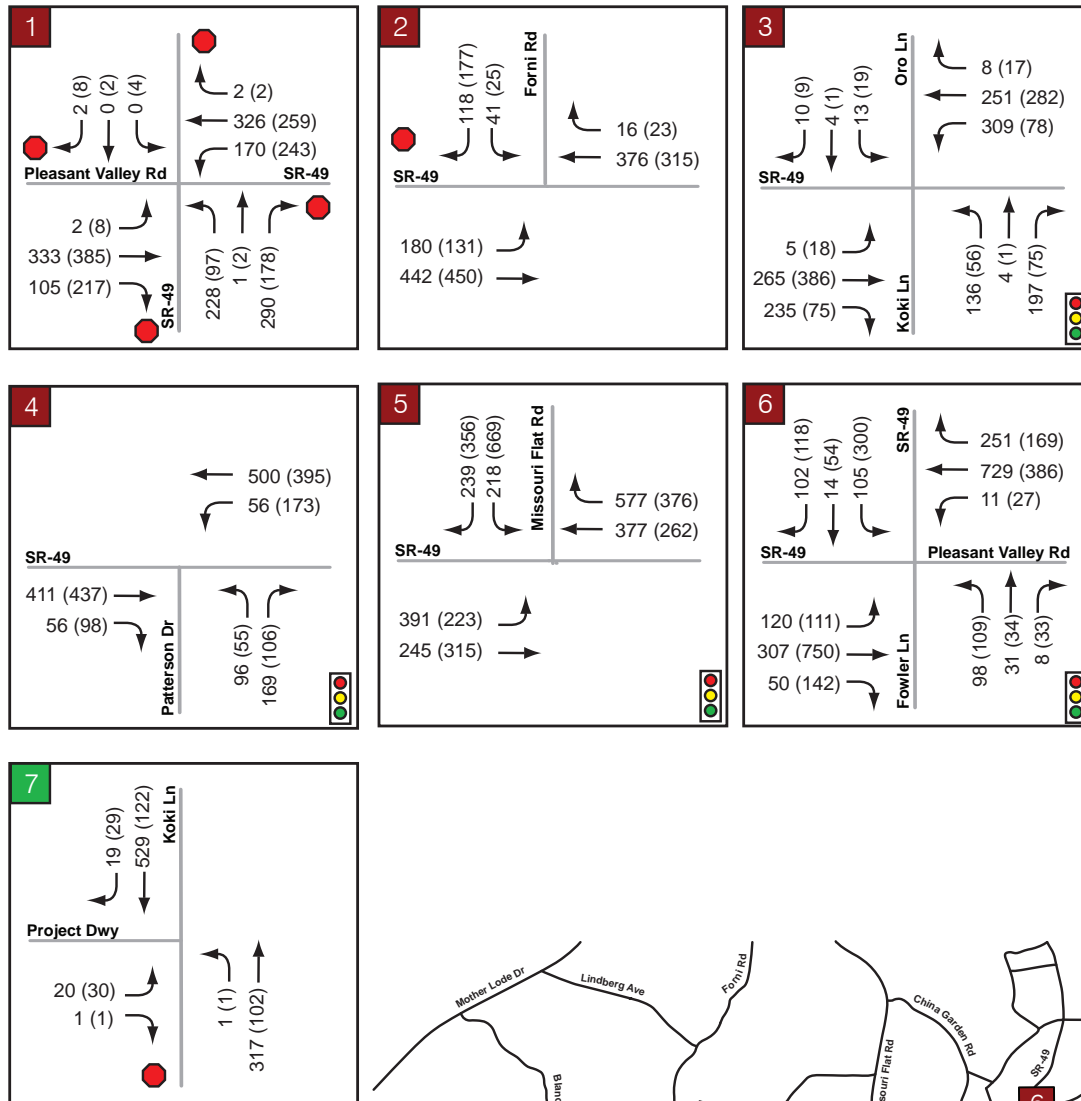 1
2 (8)
0 (2)
0 (4)
2 (2)
326 (259)
170 (243)
Pleasant Valley Rd
SR-49
2 (8)
333 (385)
105 (217)
SR-49
228 (97)
1 (2)
290 (178)
2
118 (177)
41 (25)
Forni Rd
16 (23)
376 (315)
SR-49
180 (131)
442 (450)
3
10 (9)
4 (1)
13 (19)
Oro Ln
8 (17)
251 (282)
309 (78)
SR-49
5 (18)
265 (386)
235 (75)
Koki Ln
136 (56)
4 (1)
197 (75)
4
500 (395)
56 (173)
SR-49
411 (437)
56 (98)
Patterson Dr
96 (55)
169 (106)
5
239 (356)
218 (669)
Missouri Flat Rd
577 (376)
377 (262)
SR-49
391 (223)
245 (315)
6
102 (118)
14 (54)
105 (300)
SR-49
251 (169)
729 (386)
11 (27)
SR-49
Pleasant Valley Rd
120 (111)
307 (750)
50 (142)
Fowler Ln
98 (109)
31 (34)
8 (33)
7
19 (29)
529 (122)
Koki Ln
Project Dwy
20 (30)
1 (1)
1 (1)
317 (102)
Mother Lode Dr
Lindberg Ave
Forni Rd
China Garden Rd
Flat Rd
SR-49
6